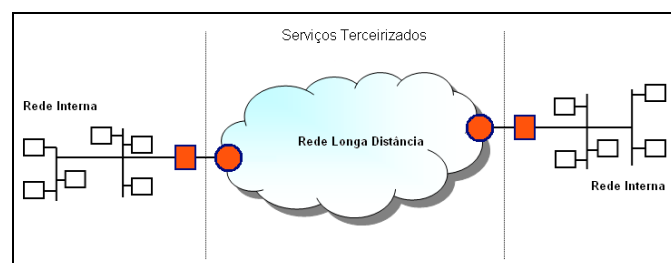 Serviços Terceirizados
Rede Interna
Rede Longa Distância
Rede Interna